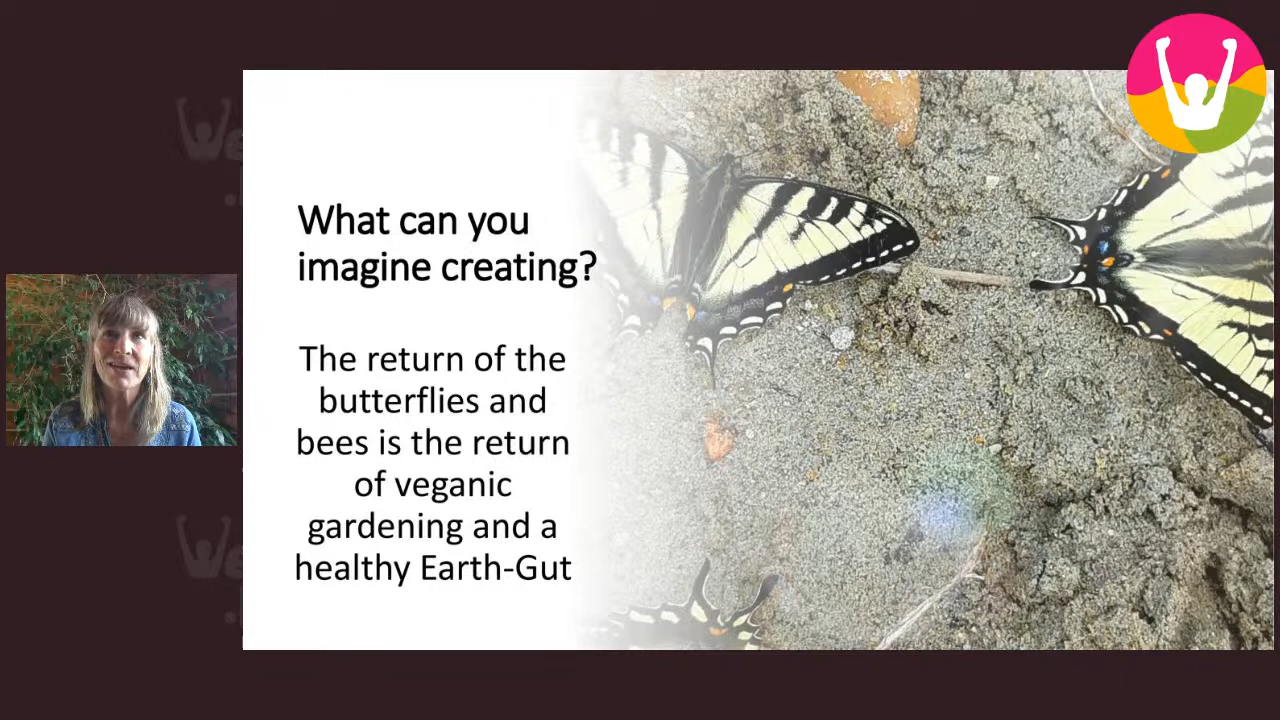 What can you
imagine creating?
The return of the
butterflies and
bees is the return
of veganic
gardening and a
healthy Earth-Gut